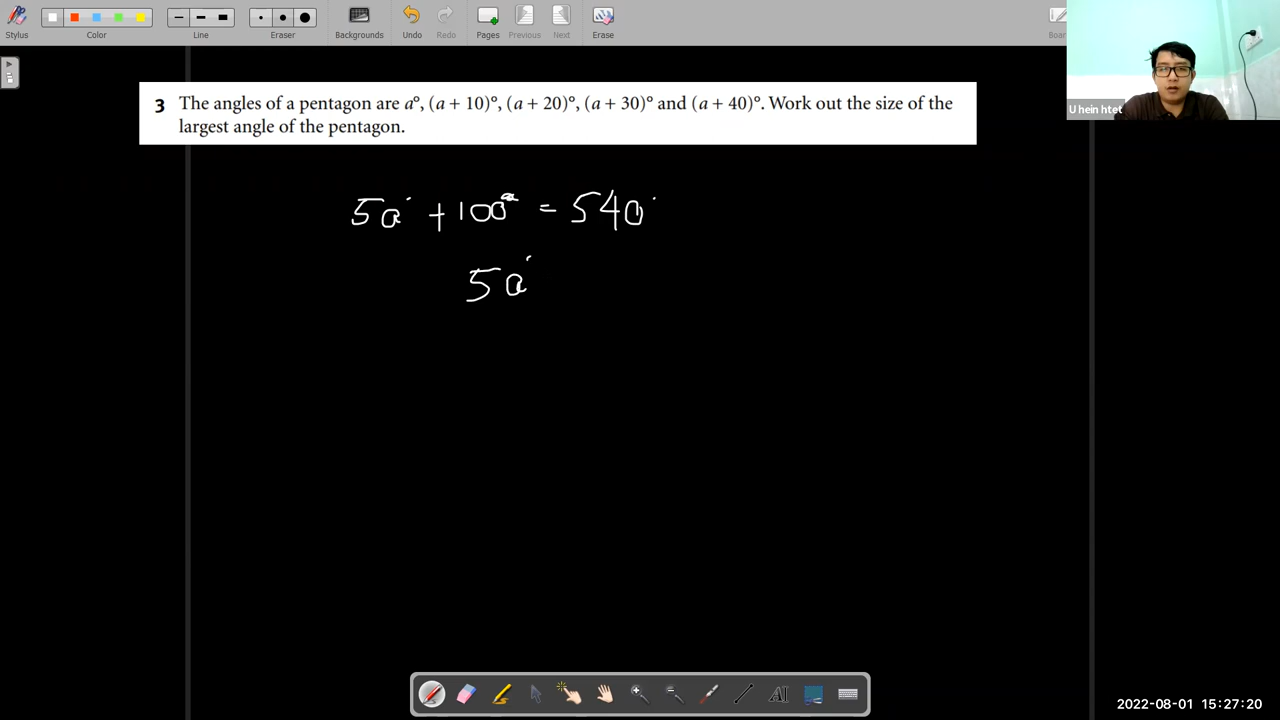 Stylus
Color
Line
Eraser
Backgrounds
Undo
Redo
Pages
Previous
Next
Erase
Boar
U hein htet
3 The angles of a pentagon are a°, (a + 10)°, (a + 20)°, (a + 30)° and (a + 40)°. Work out the size of the
largest angle of the pentagon.
5a° + 100° = 540°
5a°
AI
2022-08-01 15:27:20